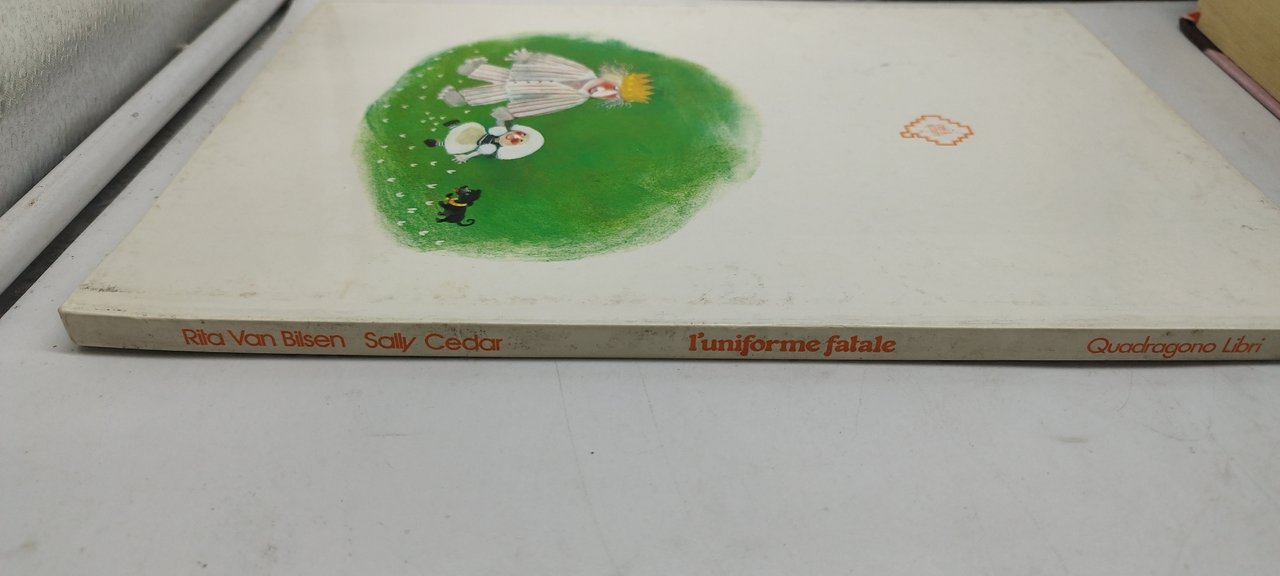 Rita Van Bilsen Sally Cedar l'uniforme fatale Quadragono Libri